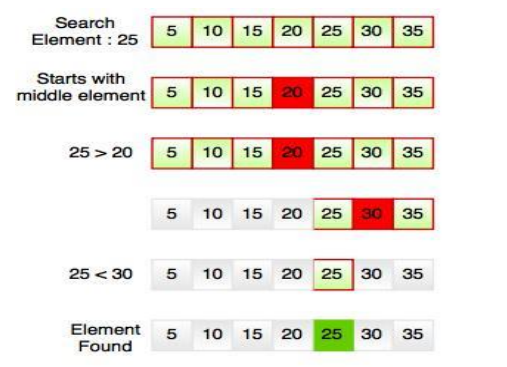 Search
Element : 25
5 10 15 20 25 30 35
Starts with
middle element
5 10 15 20 25 30 35
25 > 20
5 10 15 20 25 30 35
5 10 15 20 25 30 35
25 < 30
5 10 15 20 25 30 35
Element
Found
5 10 15 20 25 30 35